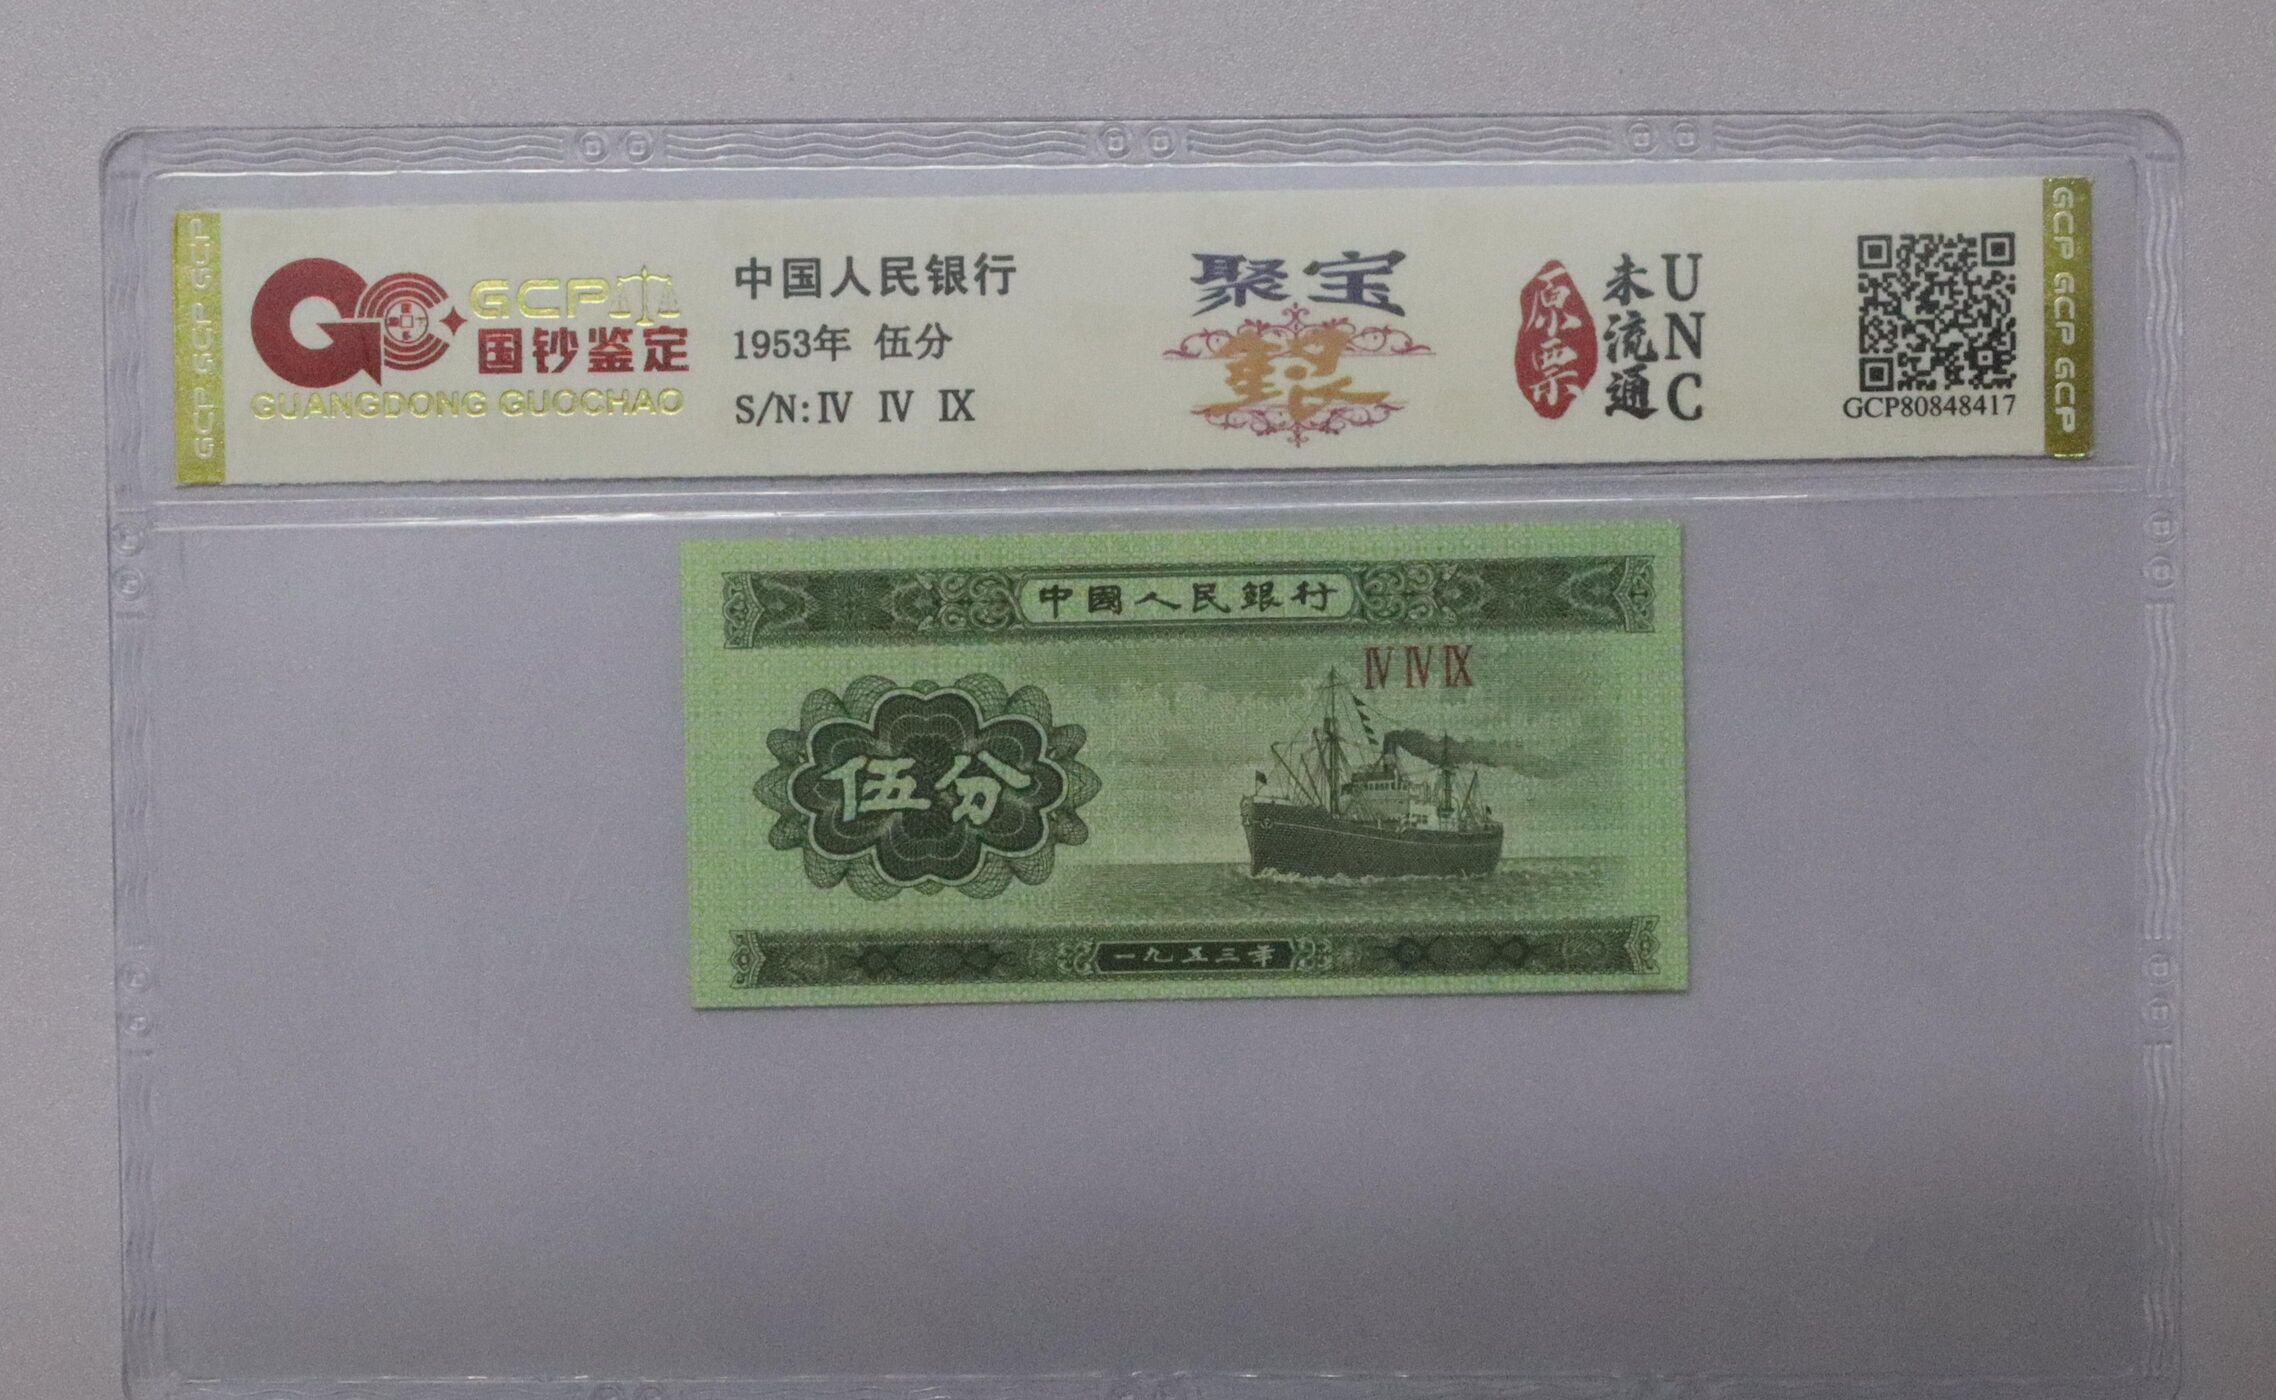 GCP GCP GCP
GCP
国钞鉴定
GUANGDONG GUOCHAO
中国人民银行
1953年 伍分
S/N: IV IV IX
聚宝
銀
原票
未流通
UNC
GCP80848417
GCP GCP GCP
中國人民銀行
IV IV IX
伍分
一九五三年